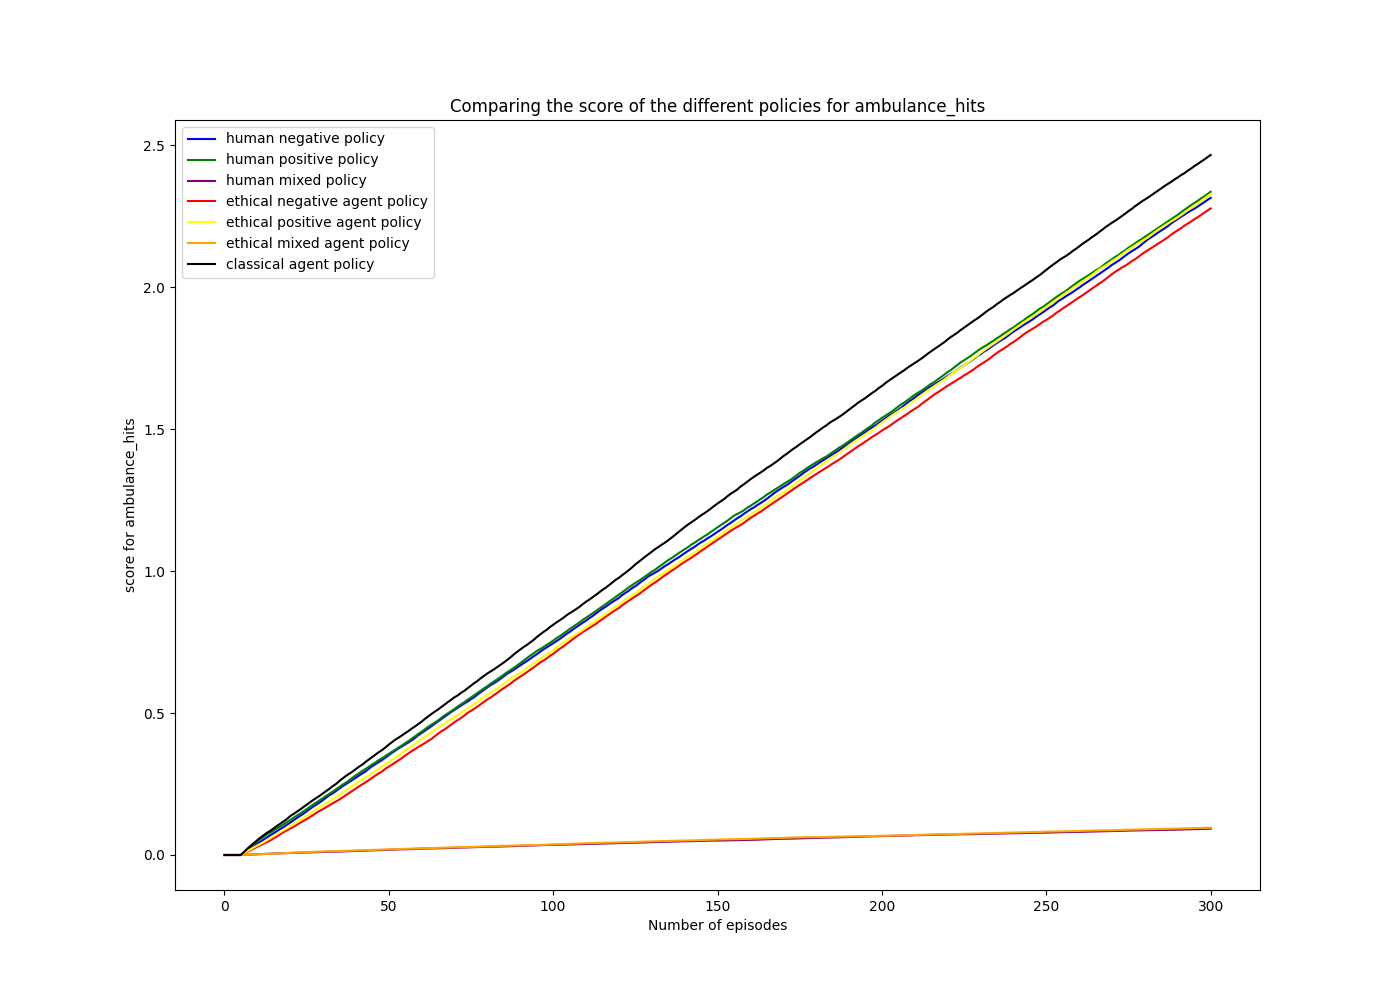 Comparing the score of the different policies for ambulance_hits
human negative policy
human positive policy
human mixed policy
ethical negative agent policy
ethical positive agent policy
ethical mixed agent policy
classical agent policy
2.5
2.0
1.5
1.0
0.5
0.0
score for ambulance_hits
0 50 100 150 200 250 300
Number of episodes